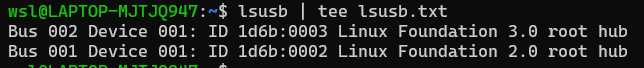 wsl@LAPTOP-MJTJQ947:~$ lsusb | tee lsusb.txt
Bus 002 Device 001: ID 1d6b:0003 Linux Foundation 3.0 root hub
Bus 001 Device 001: ID 1d6b:0002 Linux Foundation 2.0 root hub